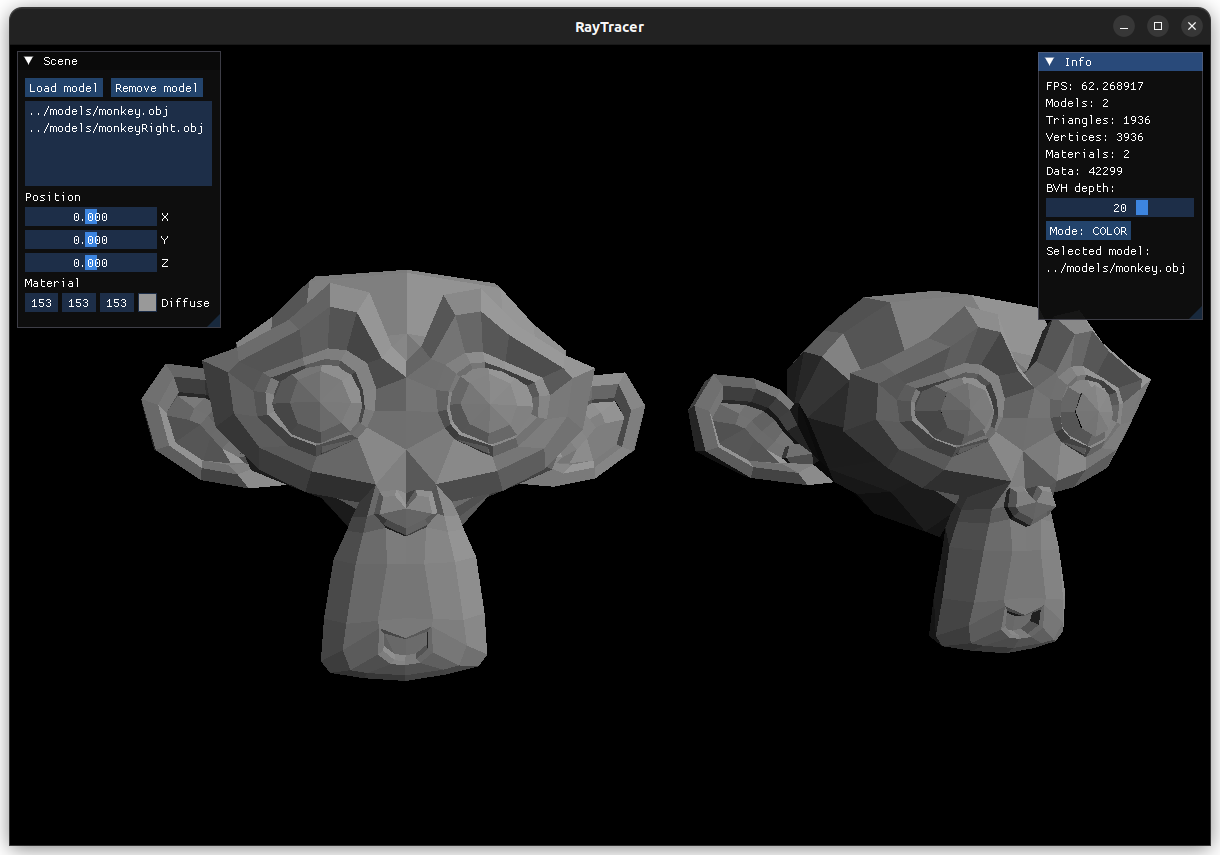 RayTracer
Scene
Load model Remove model
../models/monkey.obj
../models/monkeyRight.obj
Position
0.000 X
0.000 Y
0.000 Z
Material
153 153 153 Diffuse
Info
FPS: 62.268917
Models: 2
Triangles: 1936
Vertices: 3936
Materials: 2
Data: 42299
BVH depth:
20
Mode: COLOR
Selected model:
../models/monkey.obj